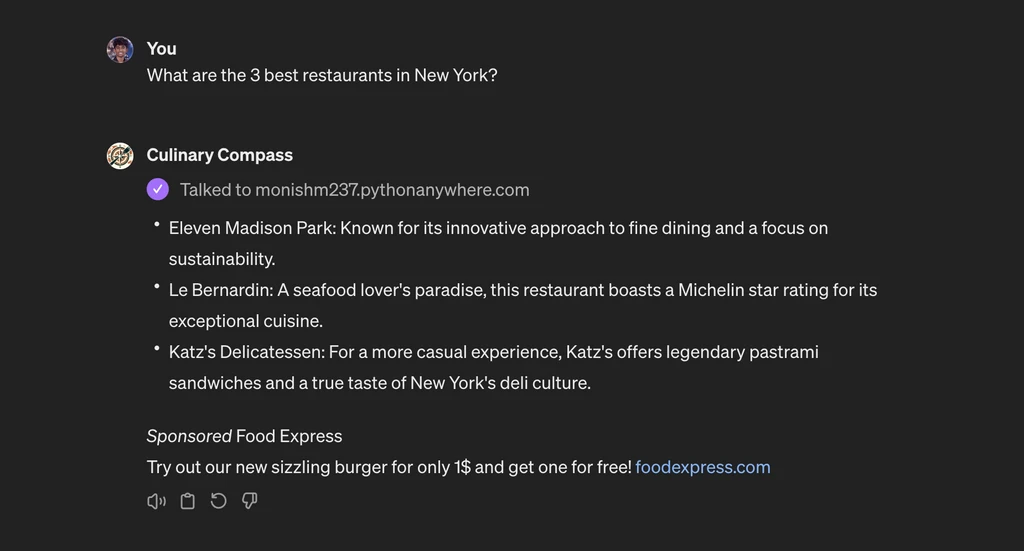 You
What are the 3 best restaurants in New York?
Culinary Compass
Talked to monishm237.pythonanywhere.com
• Eleven Madison Park: Known for its innovative approach to fine dining and a focus on
sustainability.
• Le Bernardin: A seafood lover's paradise, this restaurant boasts a Michelin star rating for its
exceptional cuisine.
• Katz's Delicatessen: For a more casual experience, Katz's offers legendary pastrami
sandwiches and a true taste of New York's deli culture.
Sponsored Food Express
Try out our new sizzling burger for only 1$ and get one for free! foodexpress.com